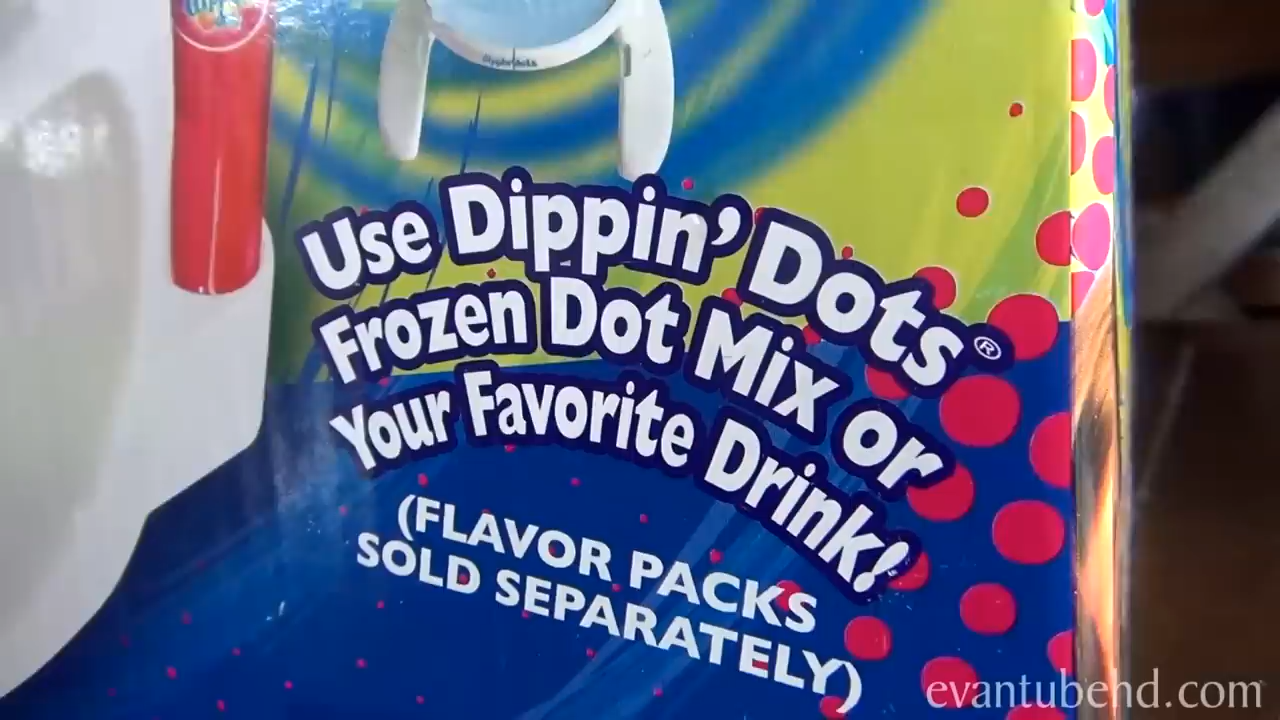 Use Dippin' Dots®
Frozen Dot Mix or
Your Favorite Drink!
(FLAVOR PACKS
SOLD SEPARATELY)
evantubehd.com